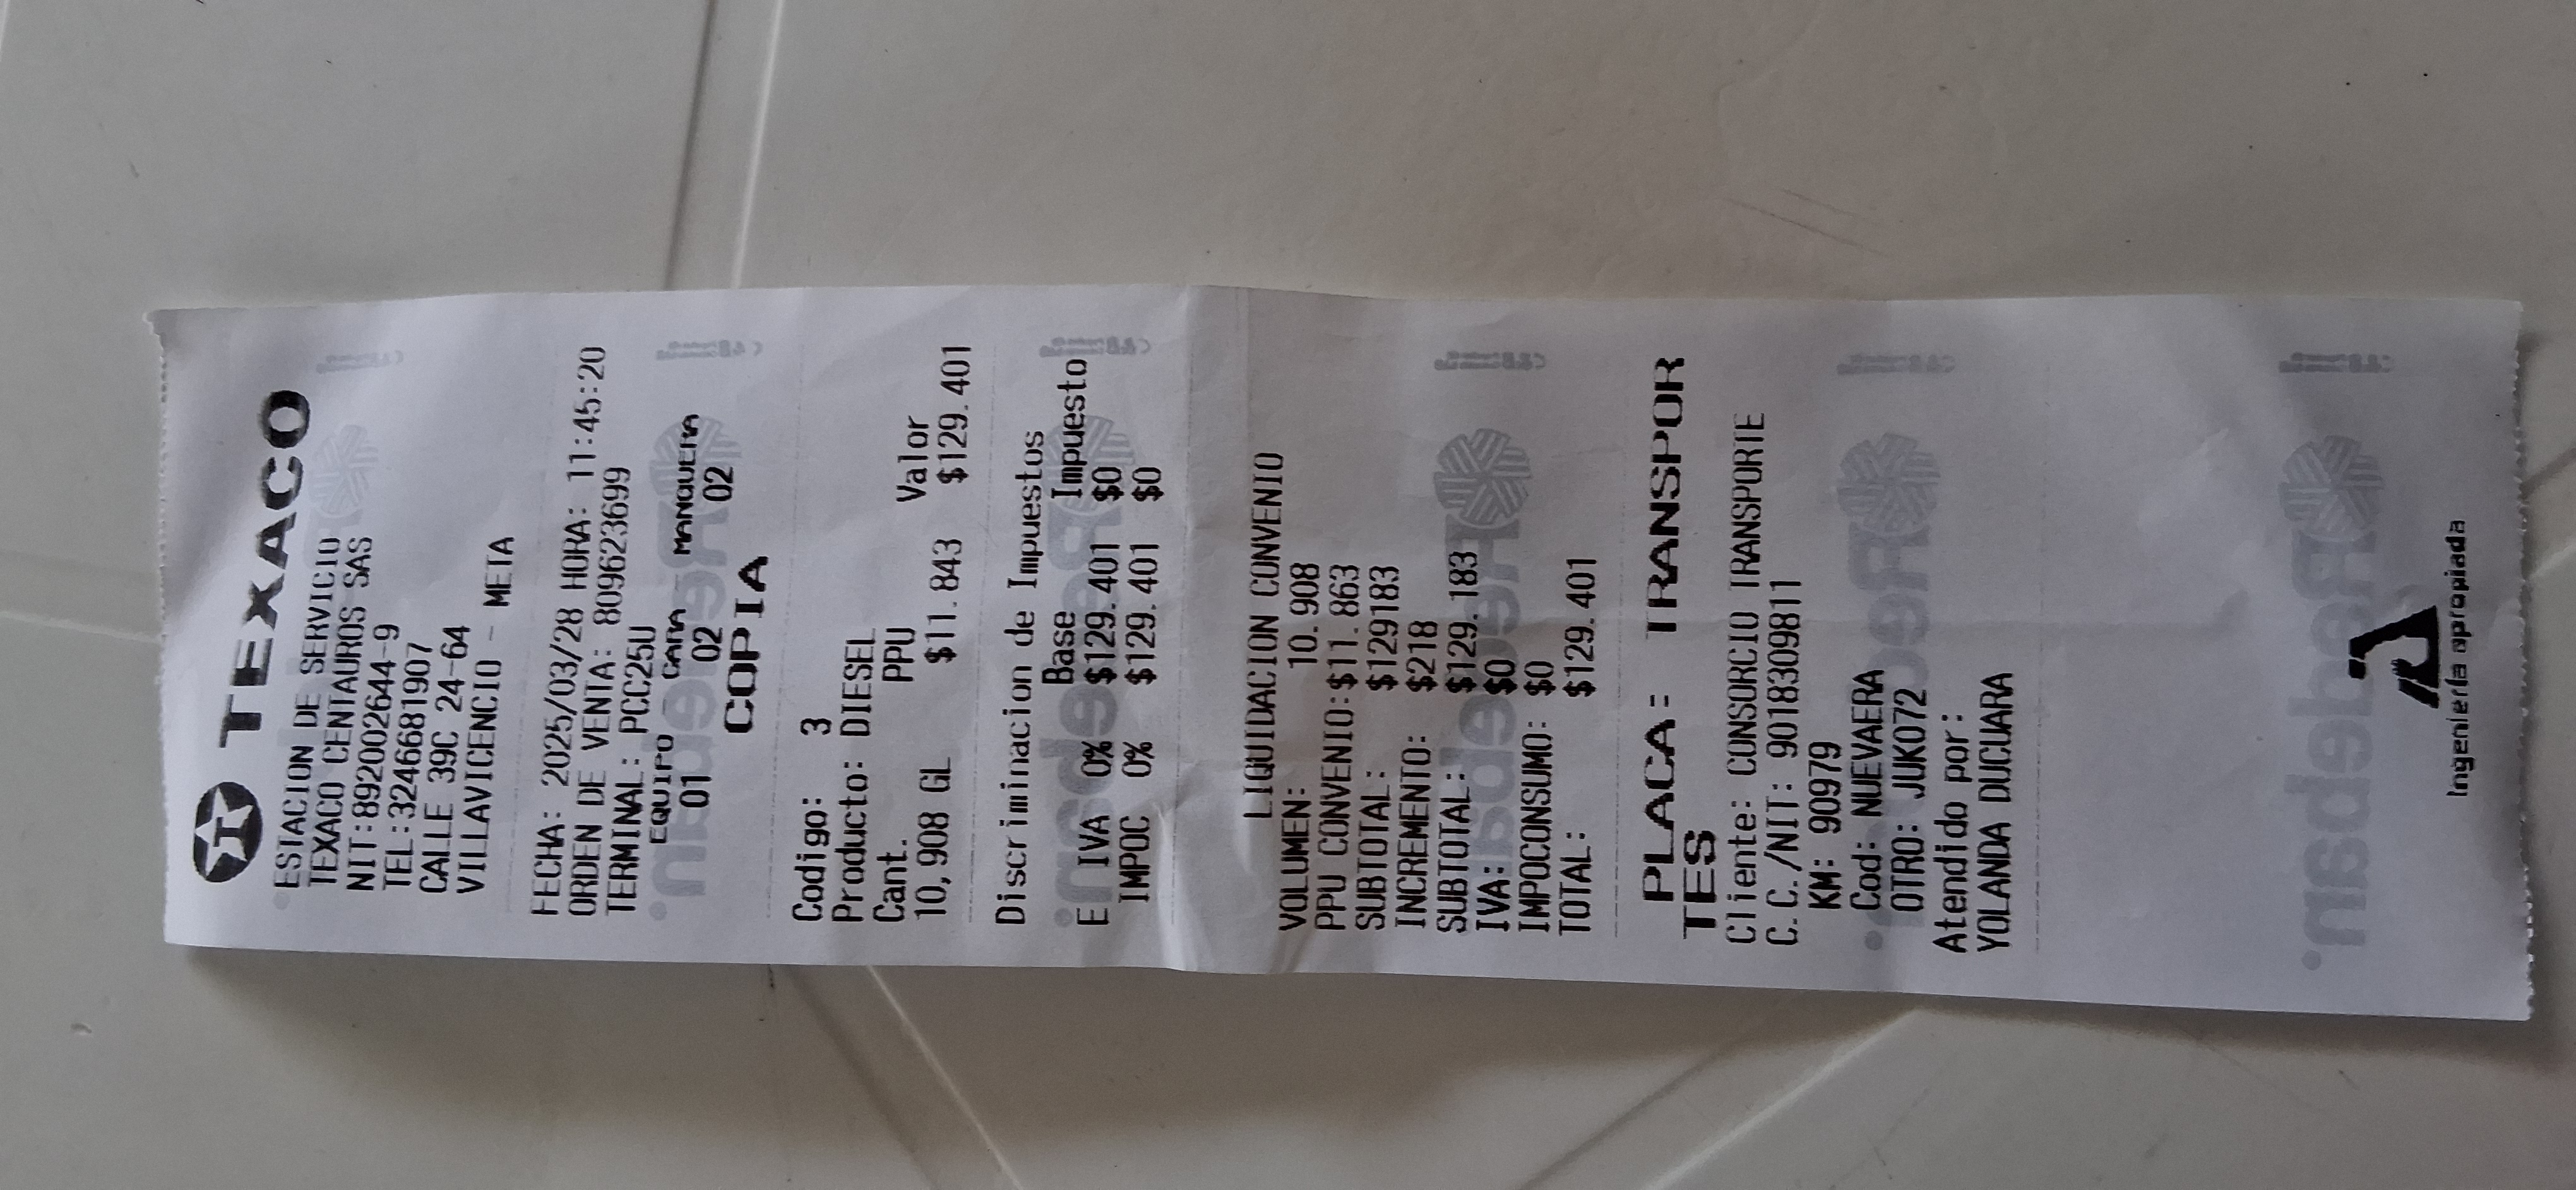 TEXACO
ESTACION DE SERVICIO
TEXACO CENTAUROS SAS
NIT:892002644-9
TEL:3246681907
CALLE 39C 24-64
VILLAVICENCIO - META
FECHA: 2025/03/28 HORA: 11:45:20
ORDEN DE VENTA: 809623699
TERMINAL: PCC25U
EQUIPO CARA MANGUERA
01 02 02
COPIA
Codigo: 3
Producto: DIESEL
Cant. PPU Valor
10,908 GL $11.843 $129.401
Discriminacion de Impuestos
Base Impuesto
E IVA 0% $129.401 $0
IMPOC 0% $129.401 $0
LIQUIDACION CONVENIO
VOLUMEN: 10.908
PPU CONVENIO:$11.863
SUBTOTAL: $129183
INCREMENTO: $218
SUBTOTAL: $129.183
IVA: $0
IMPOCONSUMO: $0
TOTAL: $129.401
PLACA: TRANSPOR
TES
Cliente: CONSORCIO TRANSPORTE
C.C./NIT: 9018309811
KM: 90979
Cod: NUEVAERA
OTRO: JUK072
Atendido por:
YOLANDA DUCUARA
Redeban.
Ingeniería apropiada